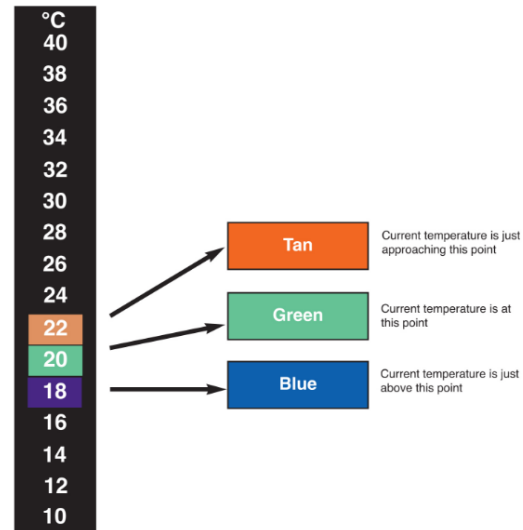 °C
40
38
36
34
32
30
28
26
24
22
20
18
16
14
12
10
Tan
Current temperature is just
approaching this point
Green
Current temperature is at
this point
Blue
Current temperature is just
above this point